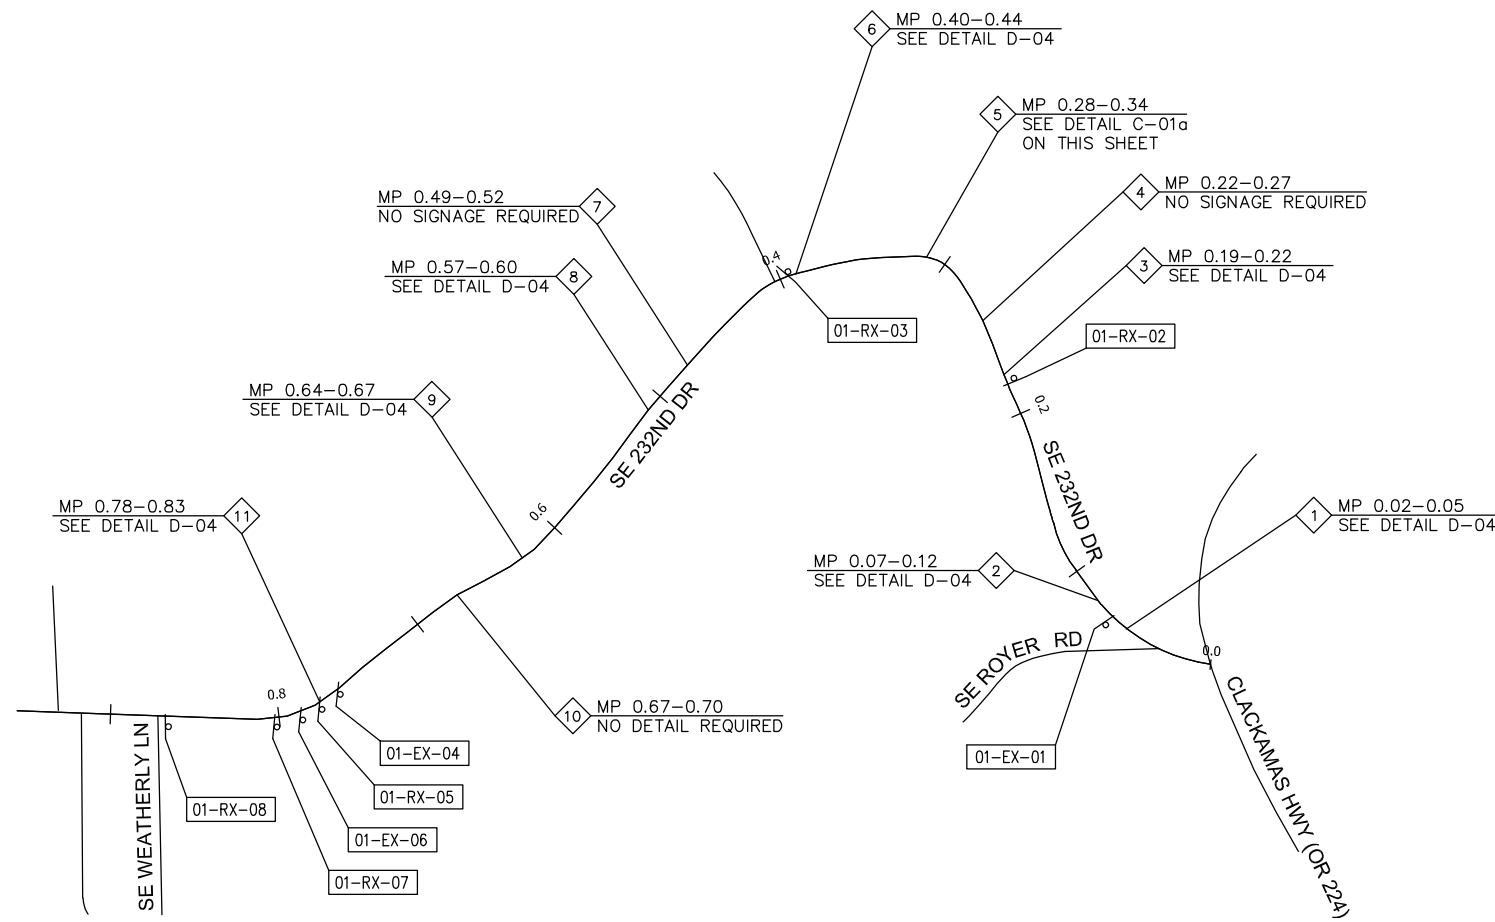 6
MP 0.40-0.44
SEE DETAIL D-04
5
MP 0.28-0.34
SEE DETAIL C-01a
ON THIS SHEET
4
MP 0.22-0.27
NO SIGNAGE REQUIRED
MP 0.49-0.52
NO SIGNAGE REQUIRED
7
3
MP 0.19-0.22
SEE DETAIL D-04
0.4
MP 0.57-0.60
SEE DETAIL D-04
8
01-RX-03
01-RX-02
MP 0.64-0.67
SEE DETAIL D-04
9
0.2
SE 232ND DR
SE 232ND DR
MP 0.78-0.83
SEE DETAIL D-04
11
0.6
1
MP 0.02-0.05
SEE DETAIL D-04
MP 0.07-0.12
SEE DETAIL D-04
2
SE ROYER RD
0.0
0.8
10
MP 0.67-0.70
NO DETAIL REQUIRED
01-EX-04
01-EX-01
CLACKAMAS HWY (OR 224)
01-RX-05
01-RX-08
SE WEATHERLY LN
01-EX-06
01-RX-07